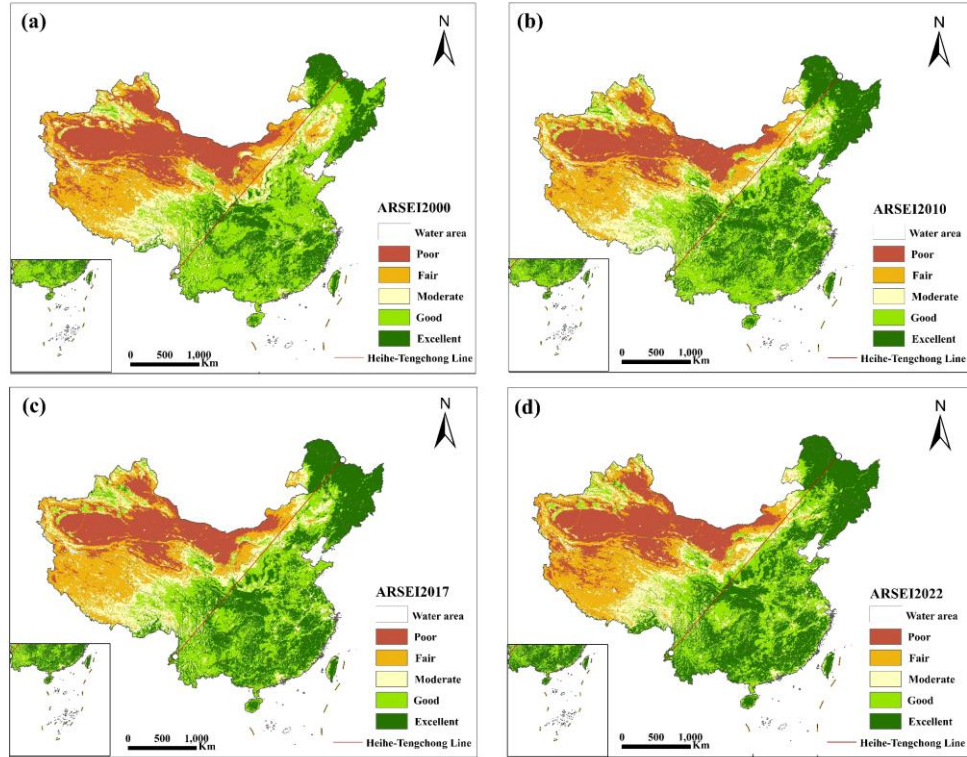 (a)
N
ARSEI2000
Water area
Poor
Fair
Moderate
Good
Excellent
Heihe-Tengchong Line
0 500 1,000
Km
(b)
N
ARSEI2010
Water area
Poor
Fair
Moderate
Good
Excellent
Heihe-Tengchong Line
0 500 1,000
Km
(c)
N
ARSEI2017
Water area
Poor
Fair
Moderate
Good
Excellent
Heihe-Tengchong Line
0 500 1,000
Km
(d)
N
ARSEI2022
Water area
Poor
Fair
Moderate
Good
Excellent
Heihe-Tengchong Line
0 500 1,000
Km